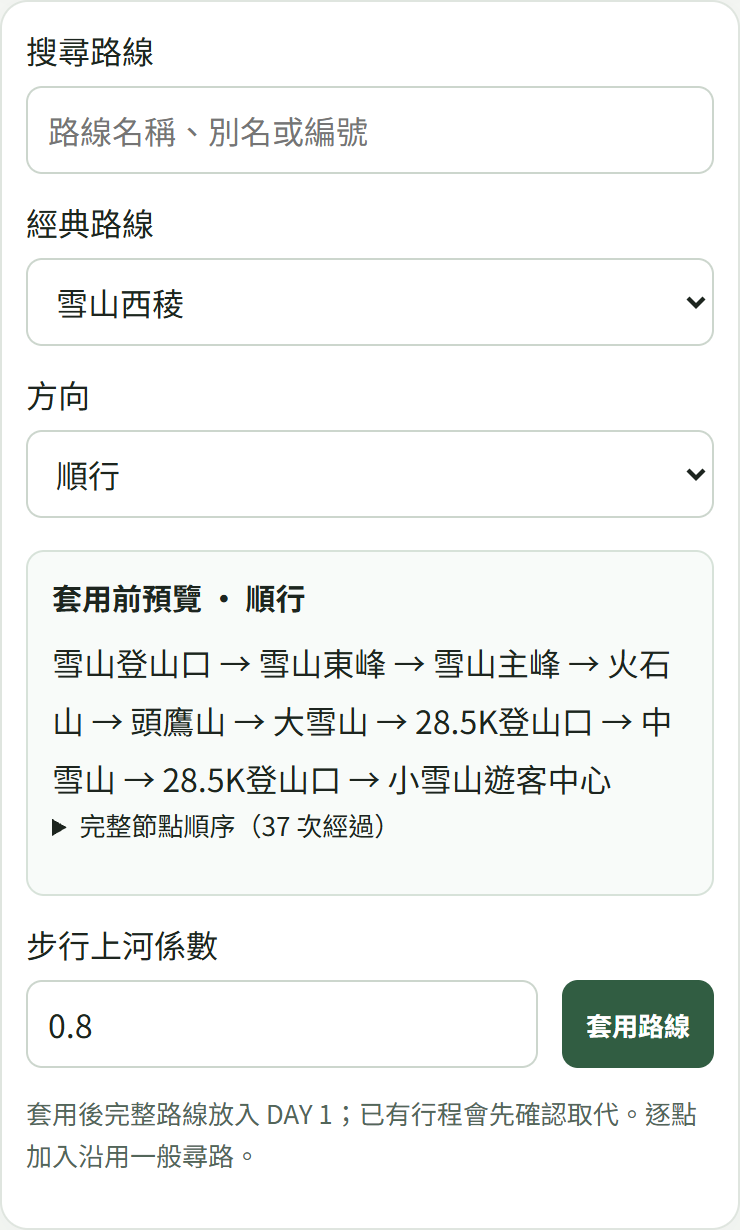 搜尋路線
路線名稱、別名或編號
經典路線
雪山西稜
方向
順行
套用前預覽 • 順行
雪山登山口 → 雪山東峰 → 雪山主峰 → 火石
山 → 頭鷹山 → 大雪山 → 28.5K登山口 → 中
雪山 → 28.5K登山口 → 小雪山遊客中心
▶ 完整節點順序（37 次經過）
步行上河係數
0.8
套用路線
套用後完整路線放入 DAY 1；已有行程會先確認取代。逐點
加入沿用一般尋路。